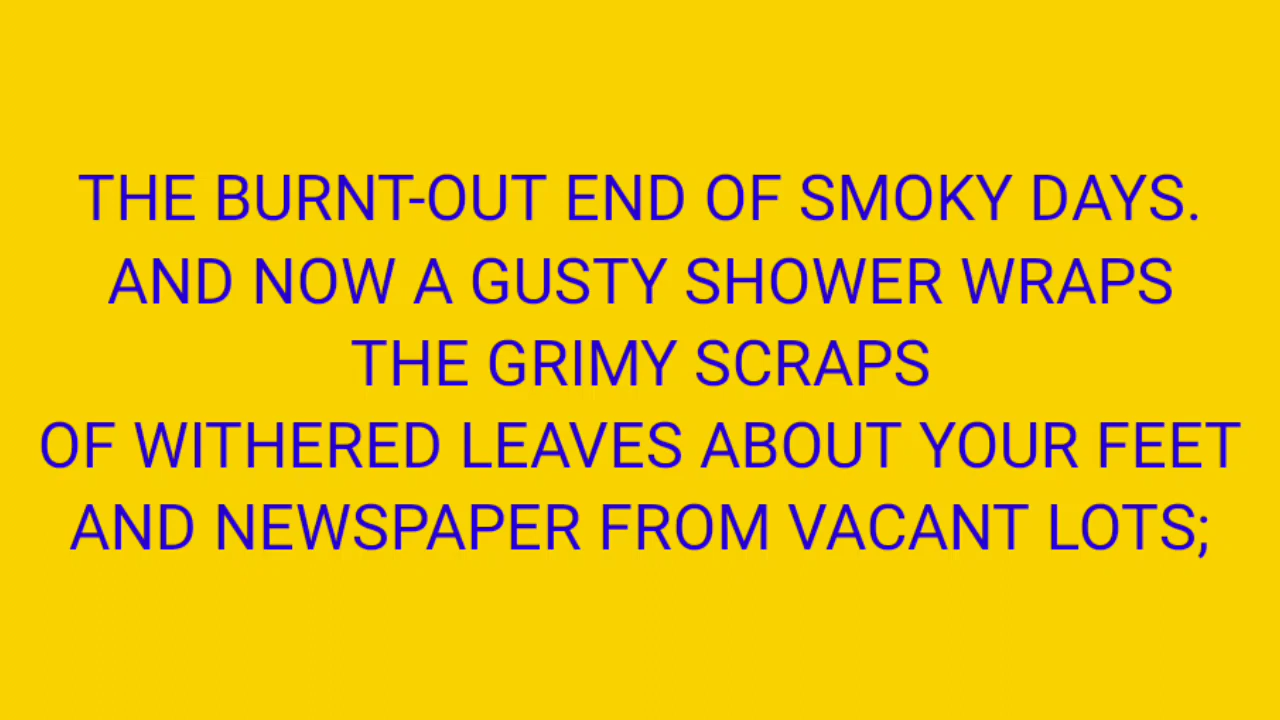 THE BURNT-OUT END OF SMOKY DAYS.
AND NOW A GUSTY SHOWER WRAPS
THE GRIMY SCRAPS
OF WITHERED LEAVES ABOUT YOUR FEET
AND NEWSPAPER FROM VACANT LOTS;